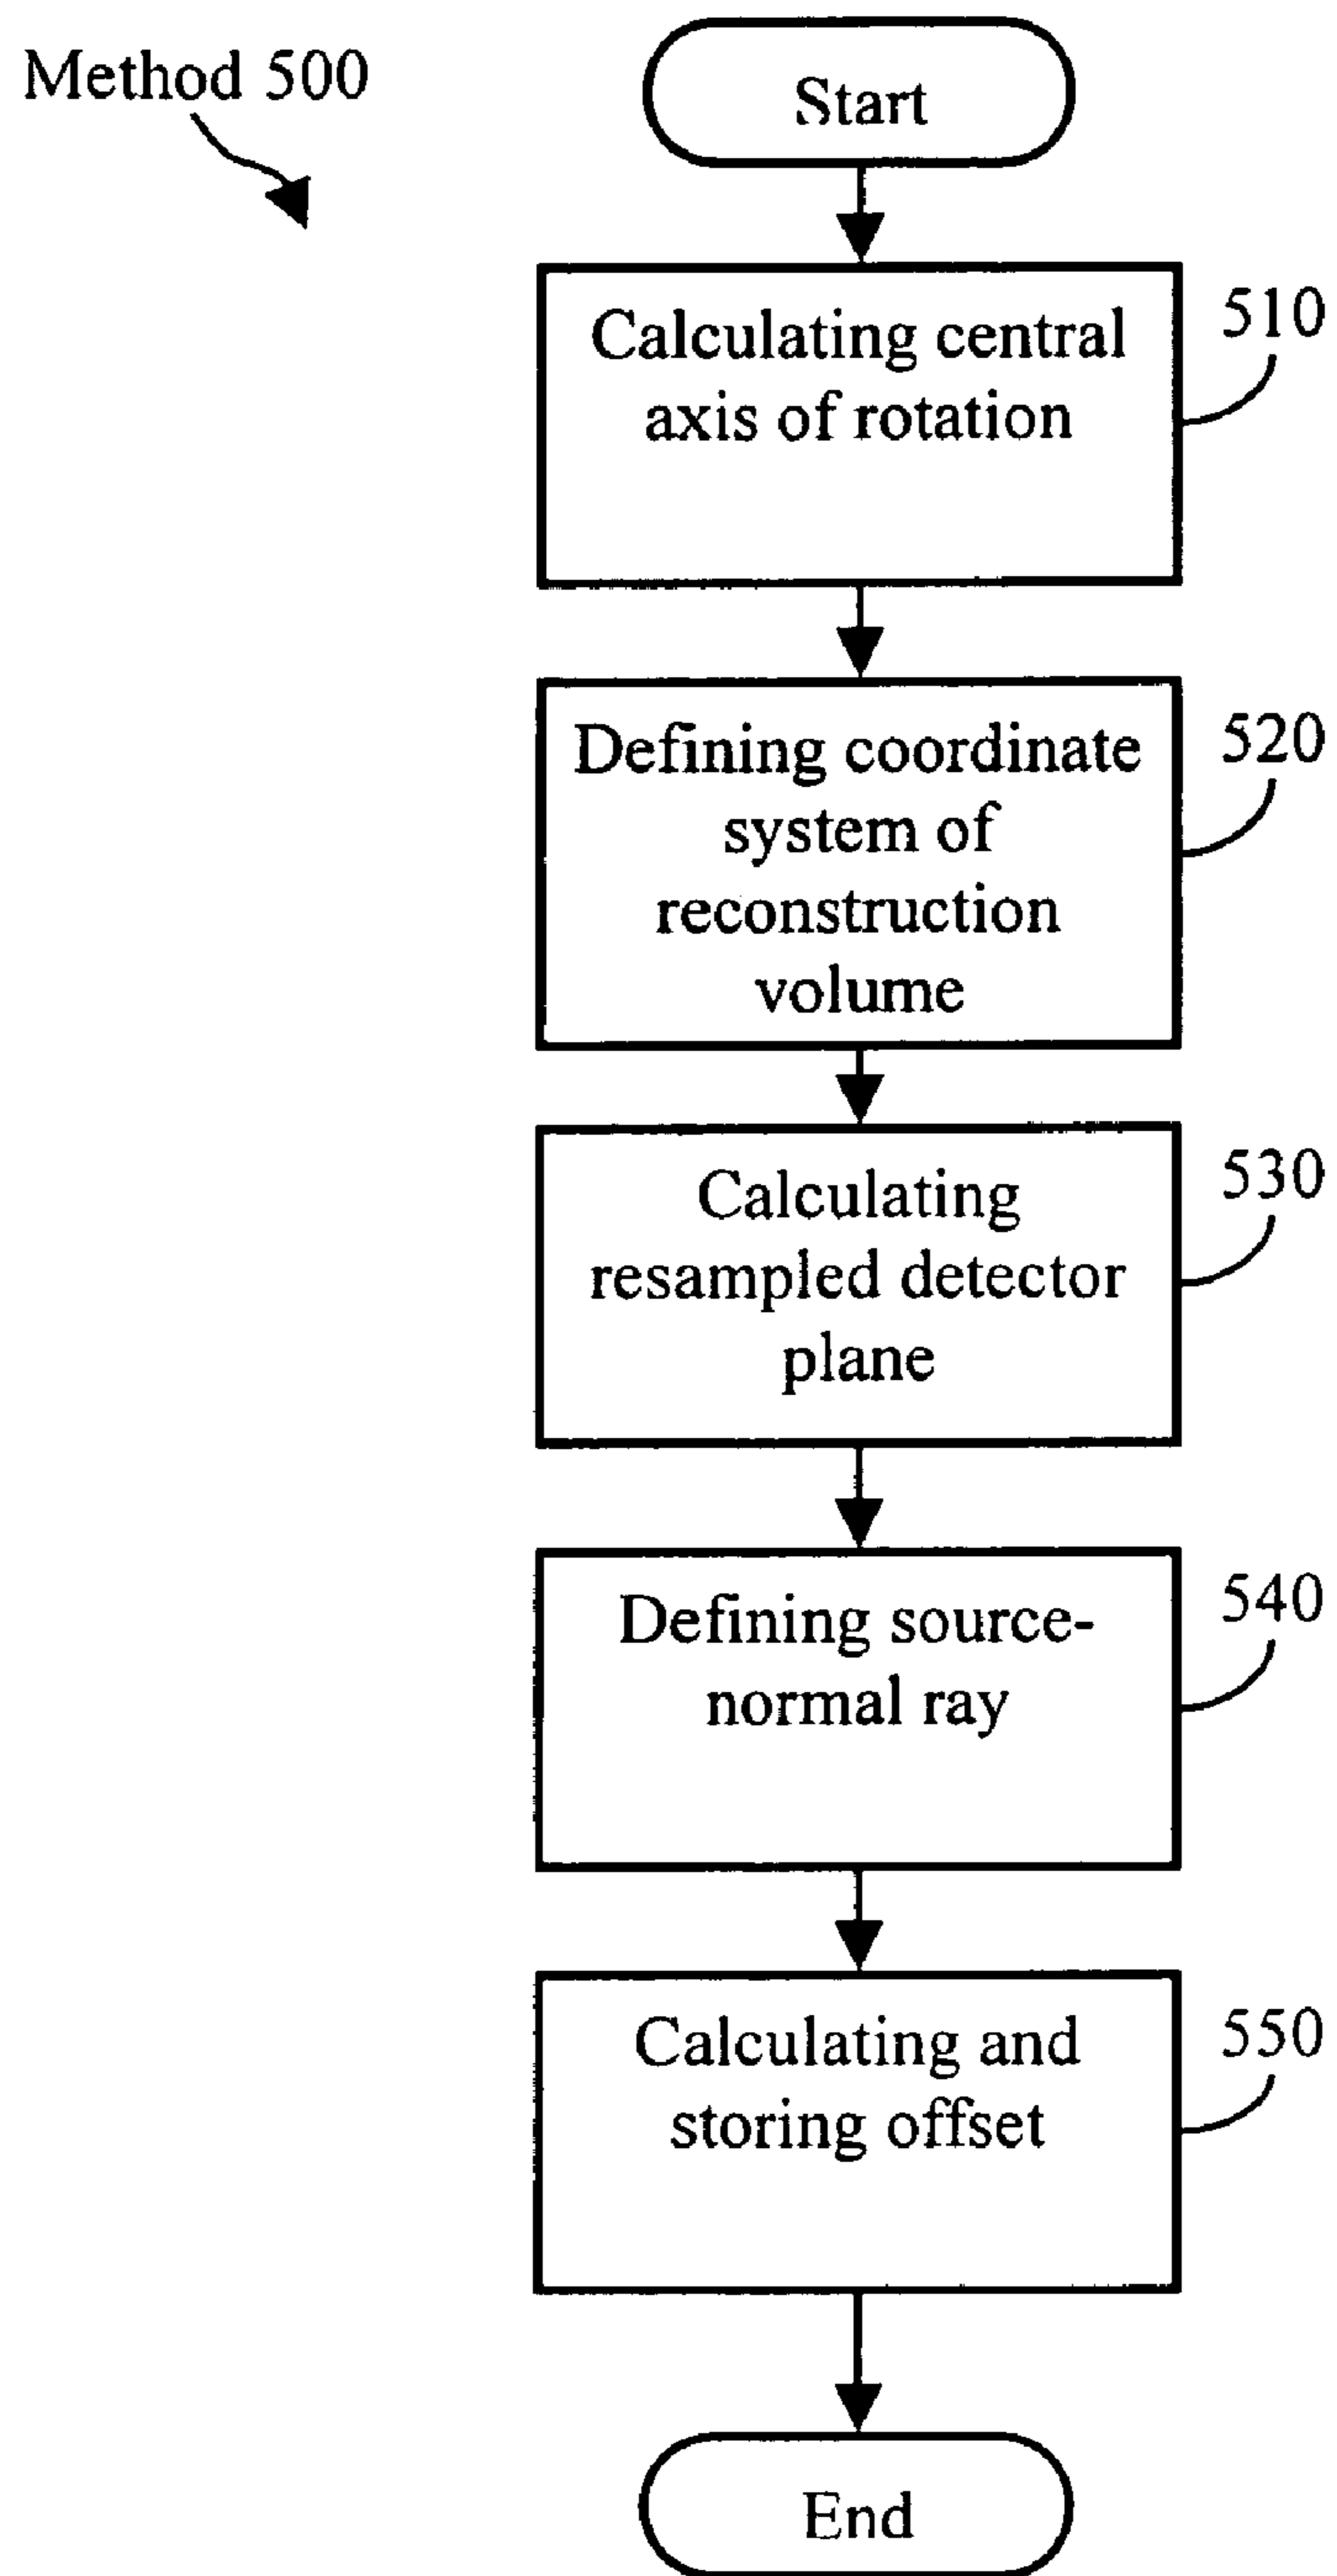 Method 500
Start
Calculating central
axis of rotation
510
Defining coordinate
system of
reconstruction
volume
520
Calculating
resampled detector
plane
530
Defining source-
normal ray
540
Calculating and
storing offset
550
End